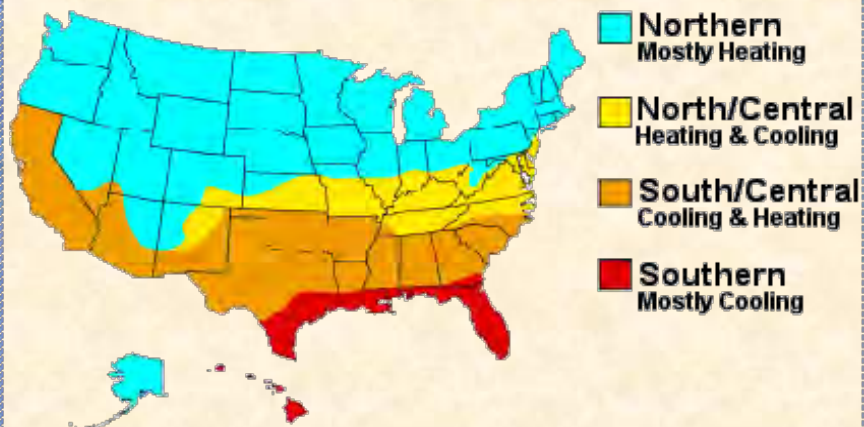 Northern
Mostly Heating
North/Central
Heating & Cooling
South/Central
Cooling & Heating
Southern
Mostly Cooling